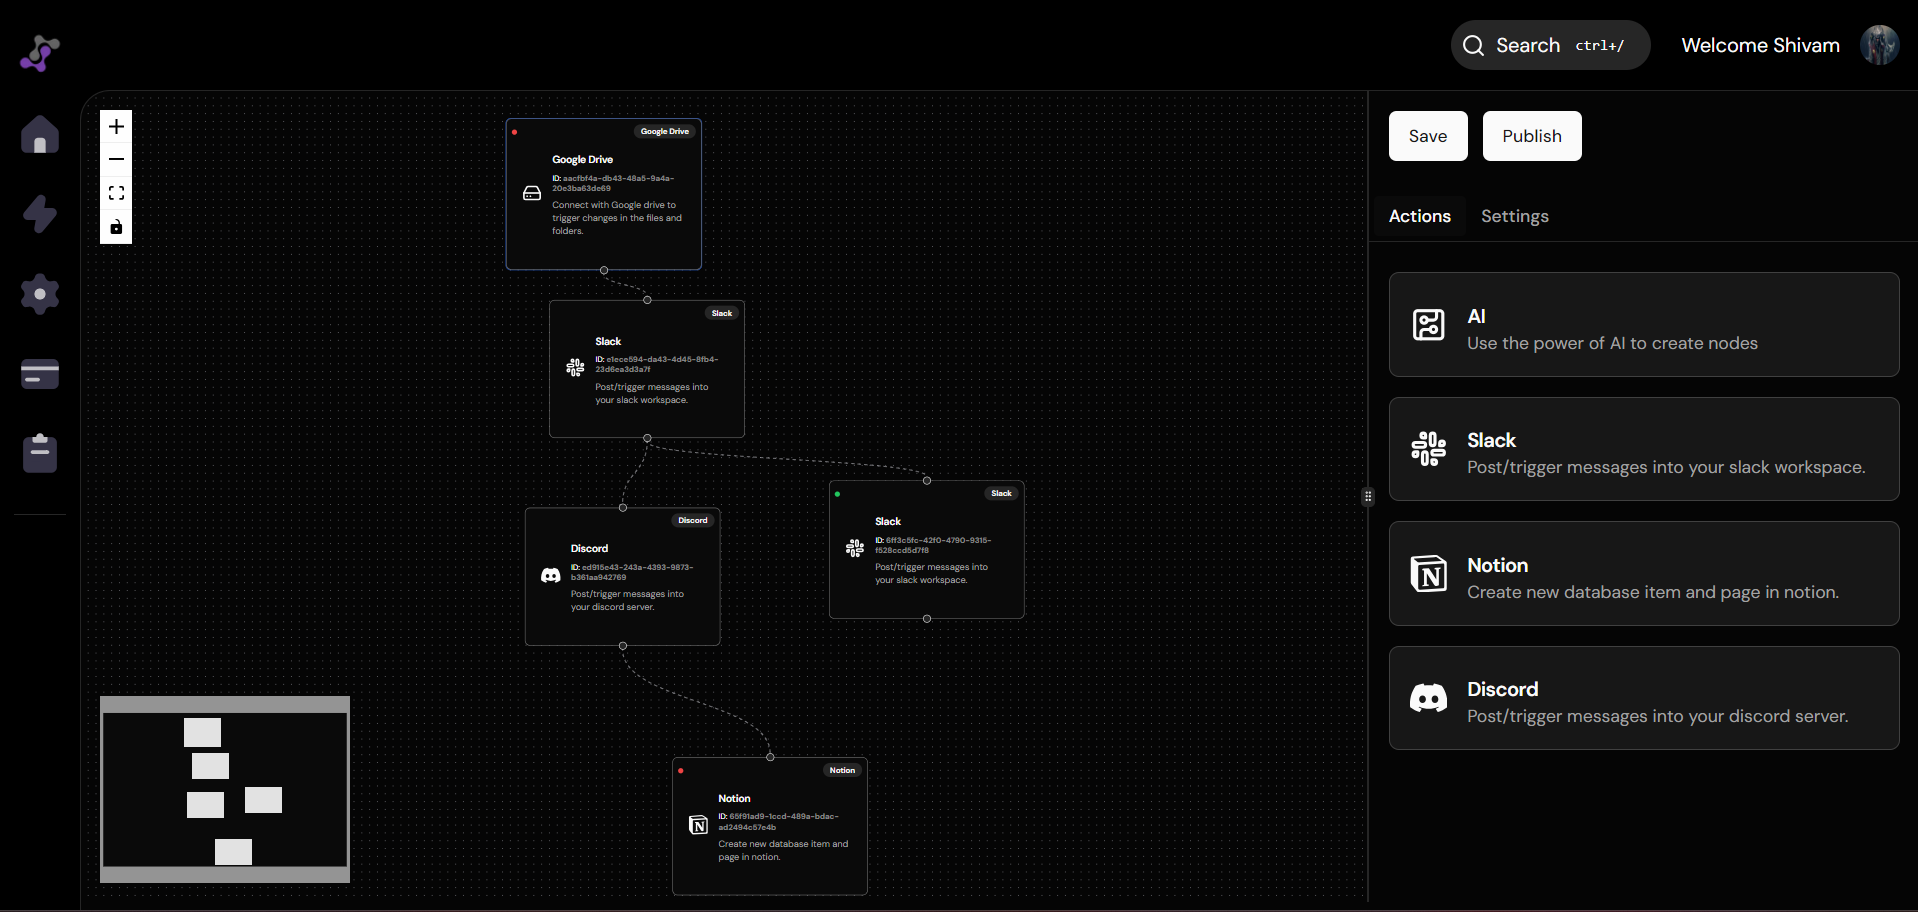 Search ctrl+/
Welcome Shivam
Google Drive
Google Drive
ID: aacfbf4a-db43-48a5-9a4a-
20e3ba63de69
Connect with Google drive to
trigger changes in the files and
folders.
Slack
Slack
ID: e1ece594-da43-4d45-8fb4-
23d6ea3d3a7f
Post/trigger messages into
your slack workspace.
Discord
Discord
ID: ed915e43-243a-4393-9873-
b361aa942769
Post/trigger messages into
your discord server.
Slack
Slack
ID: 6ff3c5fc-42f0-4790-9315-
f528ccd5d7f8
Post/trigger messages into
your slack workspace.
Notion
Notion
ID: 65f91ad9-1ccd-489a-bdac-
ad2494c57e4b
Create new database item and
page in notion.
Save
Publish
Actions
Settings
AI
Use the power of AI to create nodes
Slack
Post/trigger messages into your slack workspace.
Notion
Create new database item and page in notion.
Discord
Post/trigger messages into your discord server.